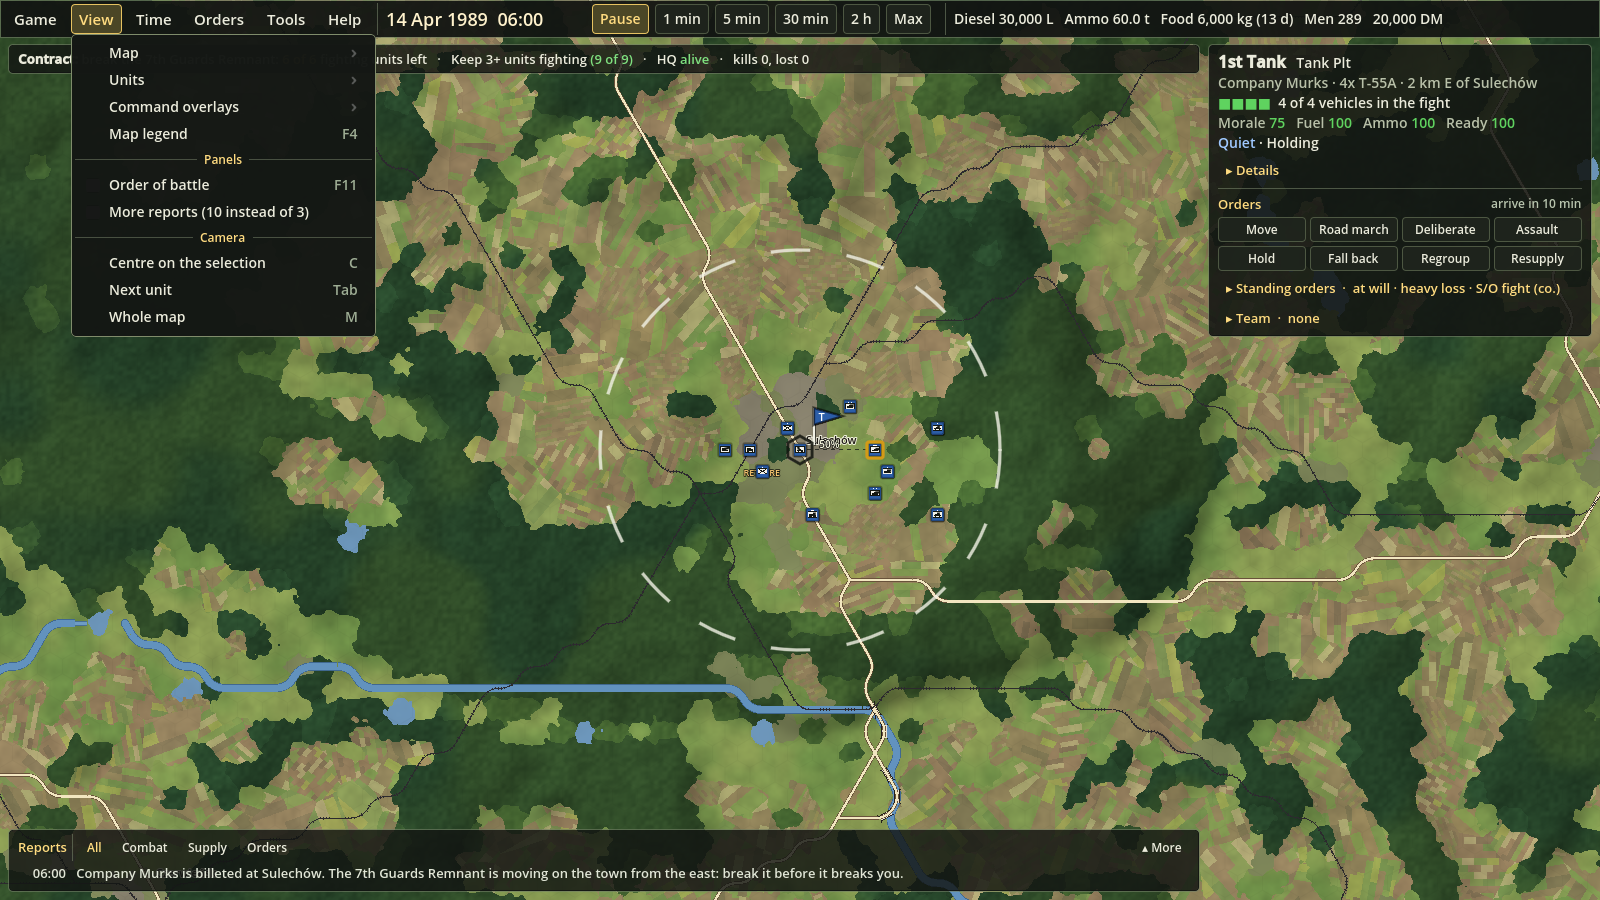 Game View Time Orders Tools Help 14 Apr 1989 06:00 Pause 1 min 5 min 30 min 2 h Max Diesel 30,000 L Ammo 60.0 t Food 6,000 kg (13 d) Men 289 20,000 DM
Contract units left · Keep 3+ units fighting (9 of 9) · HQ alive · kills 0, lost 0
Map ›
Units ›
Command overlays ›
Map legend F4
Panels
Order of battle F11
More reports (10 instead of 3)
Camera
Centre on the selection C
Next unit Tab
Whole map M
1st Tank Tank Plt
Company Murks · 4x T-55A · 2 km E of Sulechów
4 of 4 vehicles in the fight
Morale 75 Fuel 100 Ammo 100 Ready 100
Quiet · Holding
▸ Details
Orders arrive in 10 min
Move Road march Deliberate Assault
Hold Fall back Regroup Resupply
▸ Standing orders · at will · heavy loss · S/O fight (co.)
▸ Team · none
T
Sulechów
50%
RE RE
Reports All Combat Supply Orders ▴ More
06:00 Company Murks is billeted at Sulechów. The 7th Guards Remnant is moving on the town from the east: break it before it breaks you.